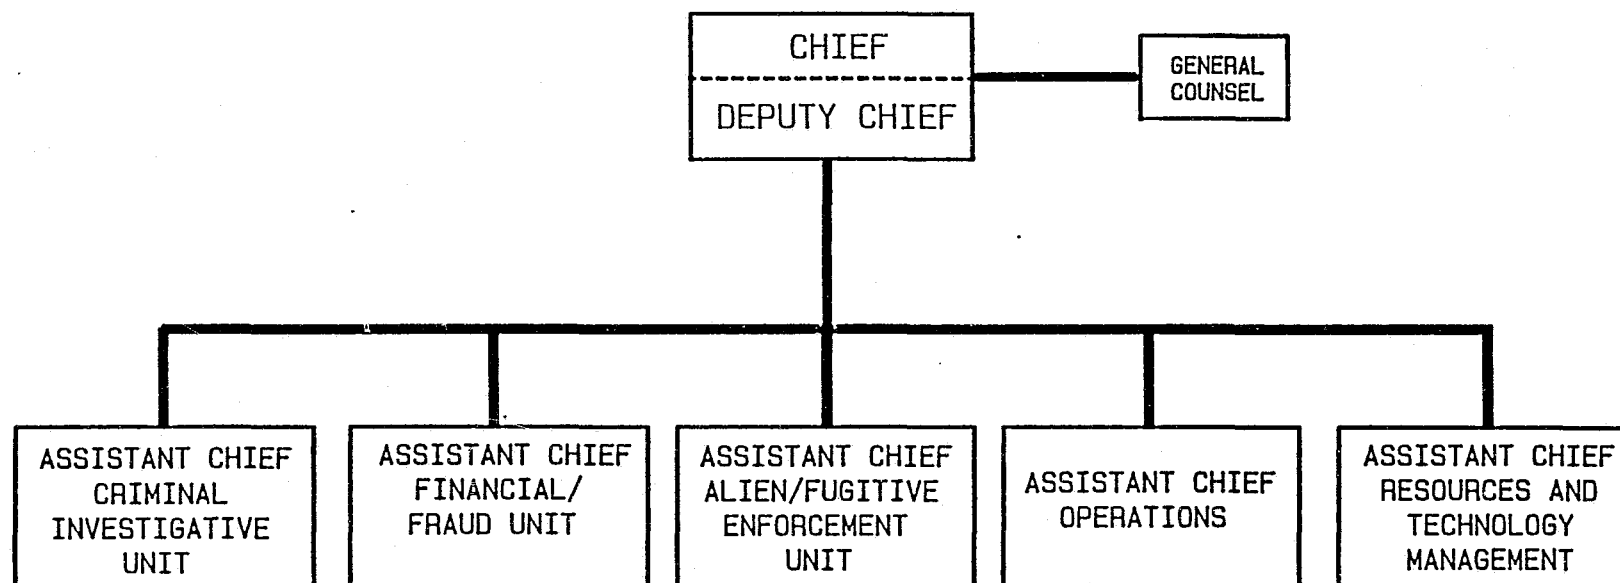 CHIEF
DEPUTY CHIEF
GENERAL
COUNSEL
ASSISTANT CHIEF
CRIMINAL
INVESTIGATIVE
UNIT
ASSISTANT CHIEF
FINANCIAL/
FRAUD UNIT
ASSISTANT CHIEF
ALIEN/FUGITIVE
ENFORCEMENT
UNIT
ASSISTANT CHIEF
OPERATIONS
ASSISTANT CHIEF
RESOURCES AND
TECHNOLOGY
MANAGEMENT